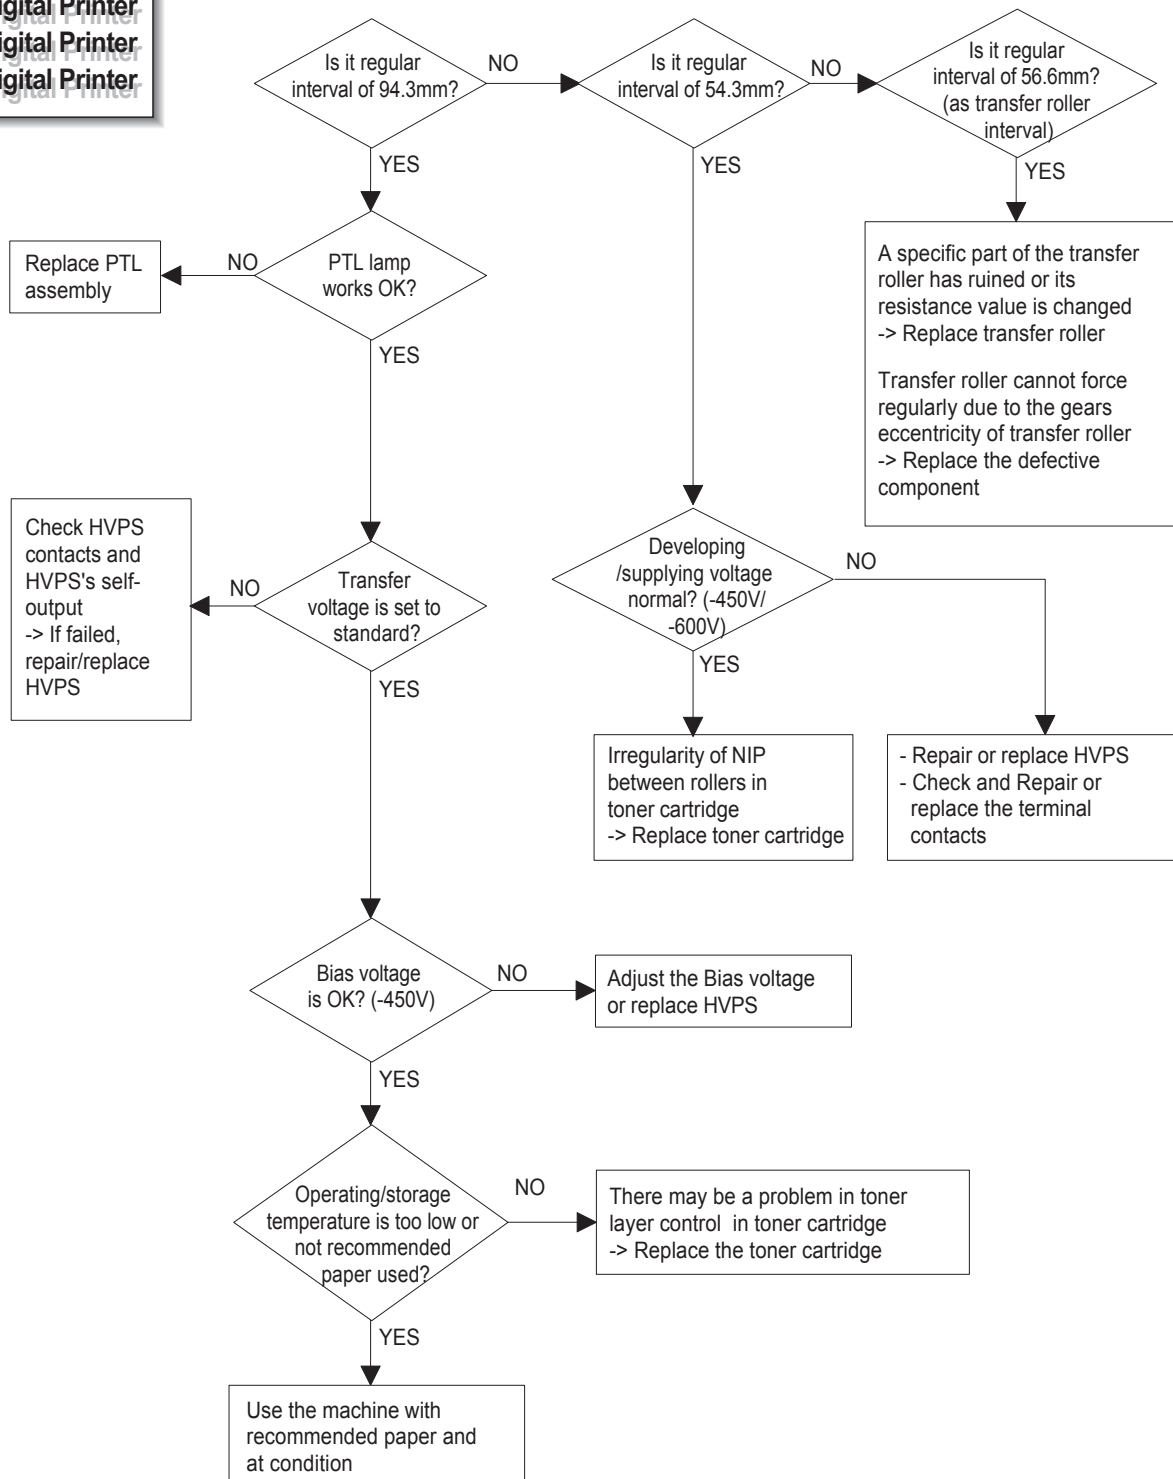 Digital Printer
Digital Printer
Digital Printer
Is it regular
interval of 94.3mm?
NO
Is it regular
interval of 54.3mm?
NO
Is it regular
interval of 56.6mm?
(as transfer roller
interval)
YES
YES
YES
Replace PTL
assembly
NO
PTL lamp
works OK?
YES
A specific part of the transfer
roller has ruined or its
resistance value is changed
-> Replace transfer roller
Transfer roller cannot force
regularly due to the gears
eccentricity of transfer roller
-> Replace the defective
component
Check HVPS
contacts and
HVPS's self-
output
-> If failed,
repair/replace
HVPS
NO
Transfer
voltage is set to
standard?
YES
Developing
/supplying voltage
normal? (-450V/
-600V)
NO
YES
Irregularity of NIP
between rollers in
toner cartridge
-> Replace toner cartridge
- Repair or replace HVPS
- Check and Repair or
replace the terminal
contacts
Bias voltage
is OK? (-450V)
NO
Adjust the Bias voltage
or replace HVPS
YES
Operating/storage
temperature is too low or
not recommended
paper used?
NO
There may be a problem in toner
layer control in toner cartridge
-> Replace the toner cartridge
YES
Use the machine with
recommended paper and
at condition